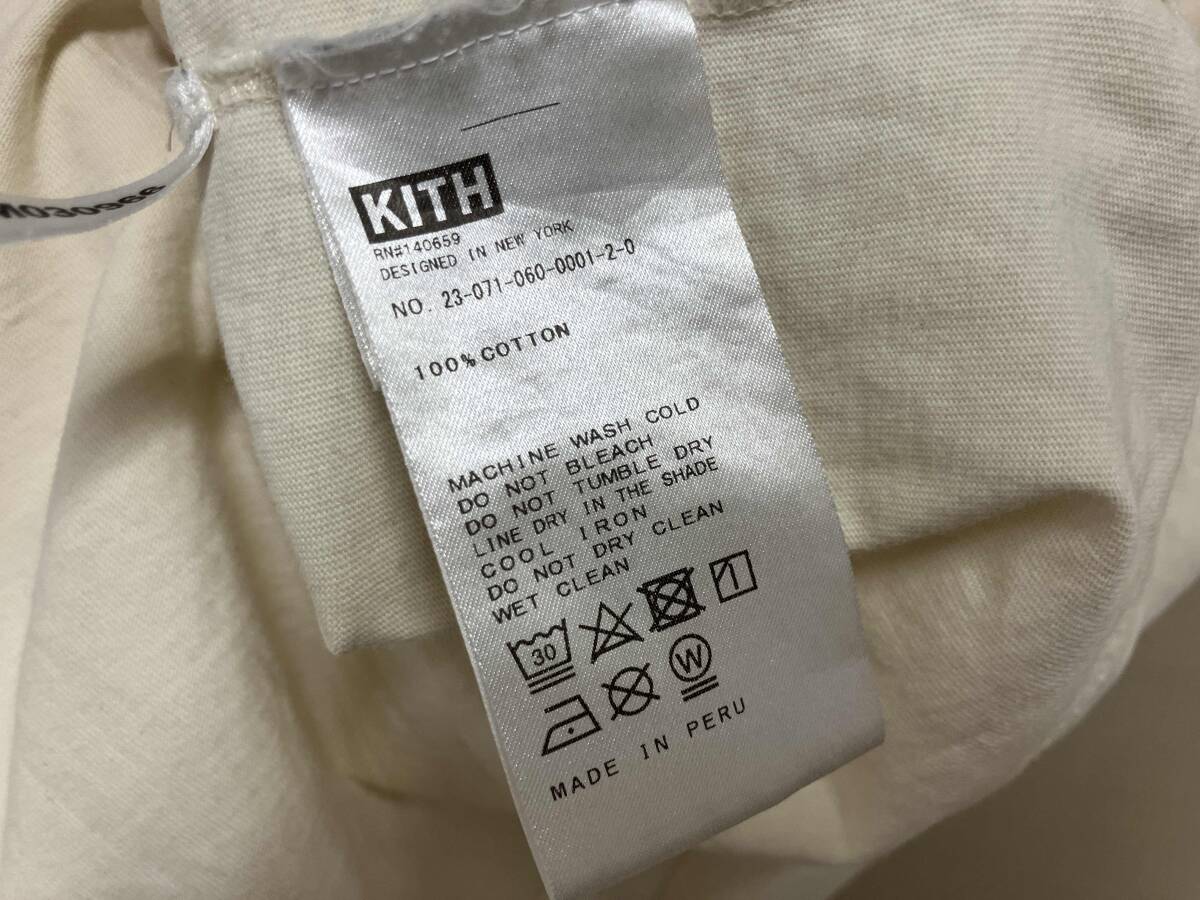 KITH
RN#140659
DESIGNED IN NEW YORK
NO. 23-071-060-0001-2-0
100% COTTON
MACHINE WASH COLD
DO NOT BLEACH
DO NOT TUMBLE DRY
LINE DRY IN THE SHADE
COOL IRON
DO NOT DRY CLEAN
WET CLEAN
30
W
MADE IN PERU
M030966